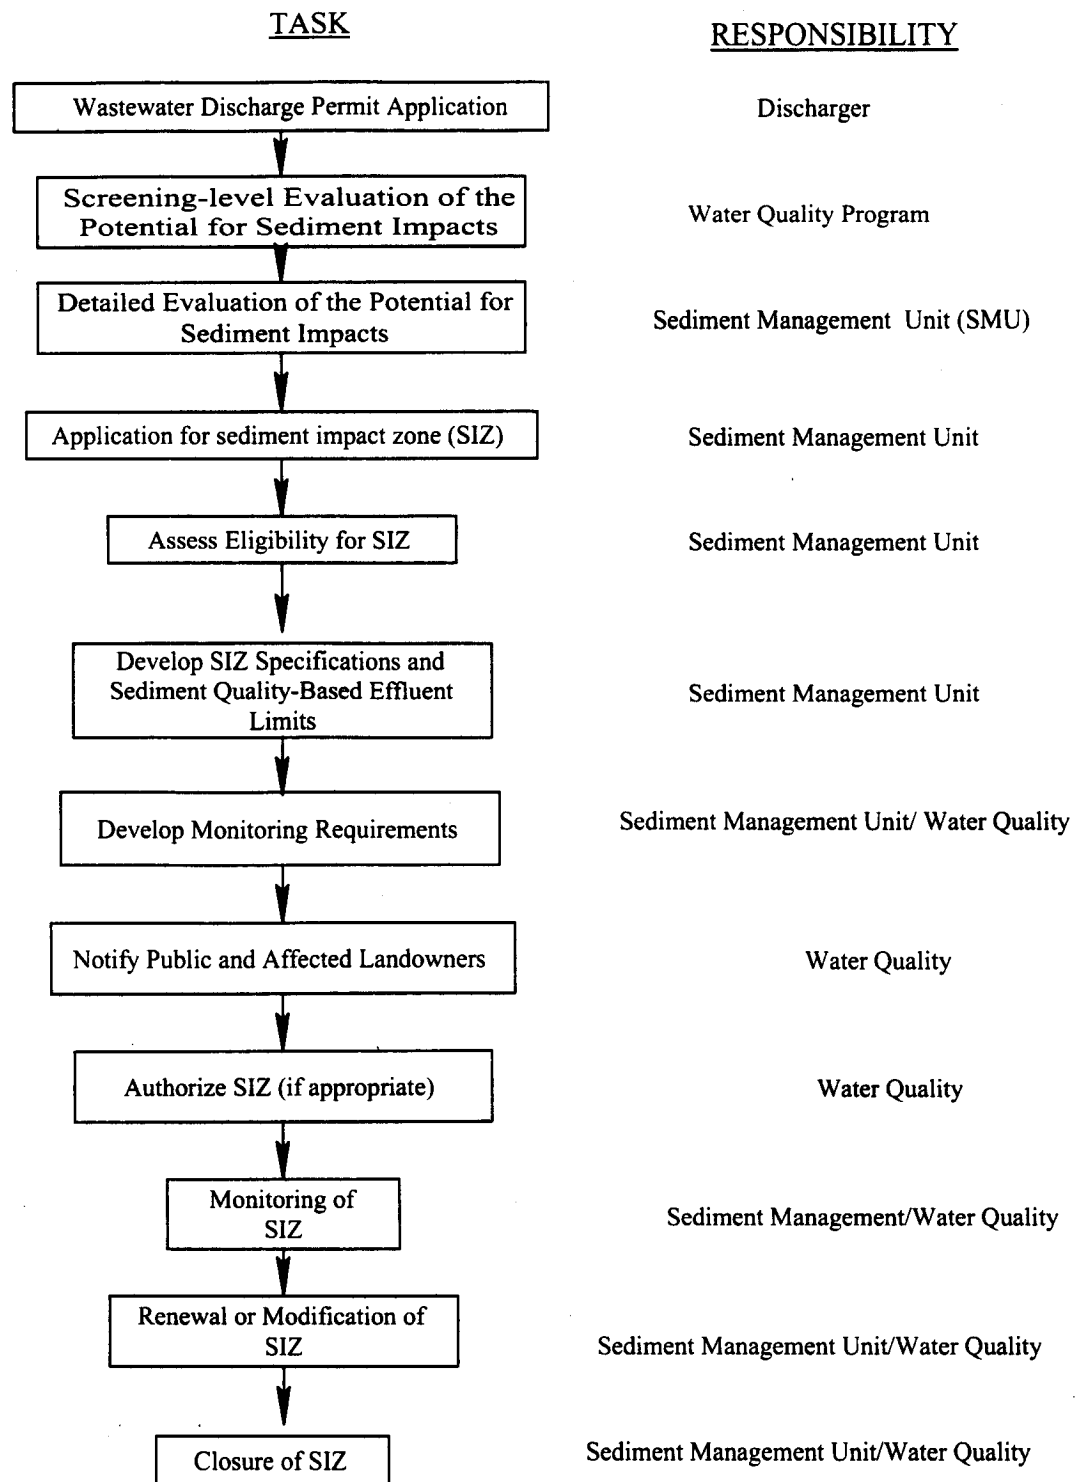 TASK
RESPONSIBILITY
Wastewater Discharge Permit Application
Discharger
Screening-level Evaluation of the
Potential for Sediment Impacts
Water Quality Program
Detailed Evaluation of the Potential for
Sediment Impacts
Sediment Management Unit (SMU)
Application for sediment impact zone (SIZ)
Sediment Management Unit
Assess Eligibility for SIZ
Sediment Management Unit
Develop SIZ Specifications and
Sediment Quality-Based Effluent
Limits
Sediment Management Unit
Develop Monitoring Requirements
Sediment Management Unit/ Water Quality
Notify Public and Affected Landowners
Water Quality
Authorize SIZ (if appropriate)
Water Quality
Monitoring of
SIZ
Sediment Management/Water Quality
Renewal or Modification of
SIZ
Sediment Management Unit/Water Quality
Closure of SIZ
Sediment Management Unit/Water Quality